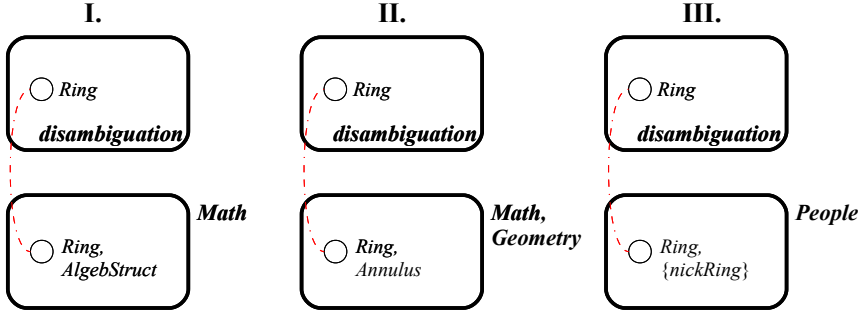 I.
II.
III.
Ring
disambiguation
Ring
disambiguation
Ring
disambiguation
Math
Ring,
AlgebStruct
Math,
Geometry
Ring,
Annulus
People
Ring,
{nickRing}